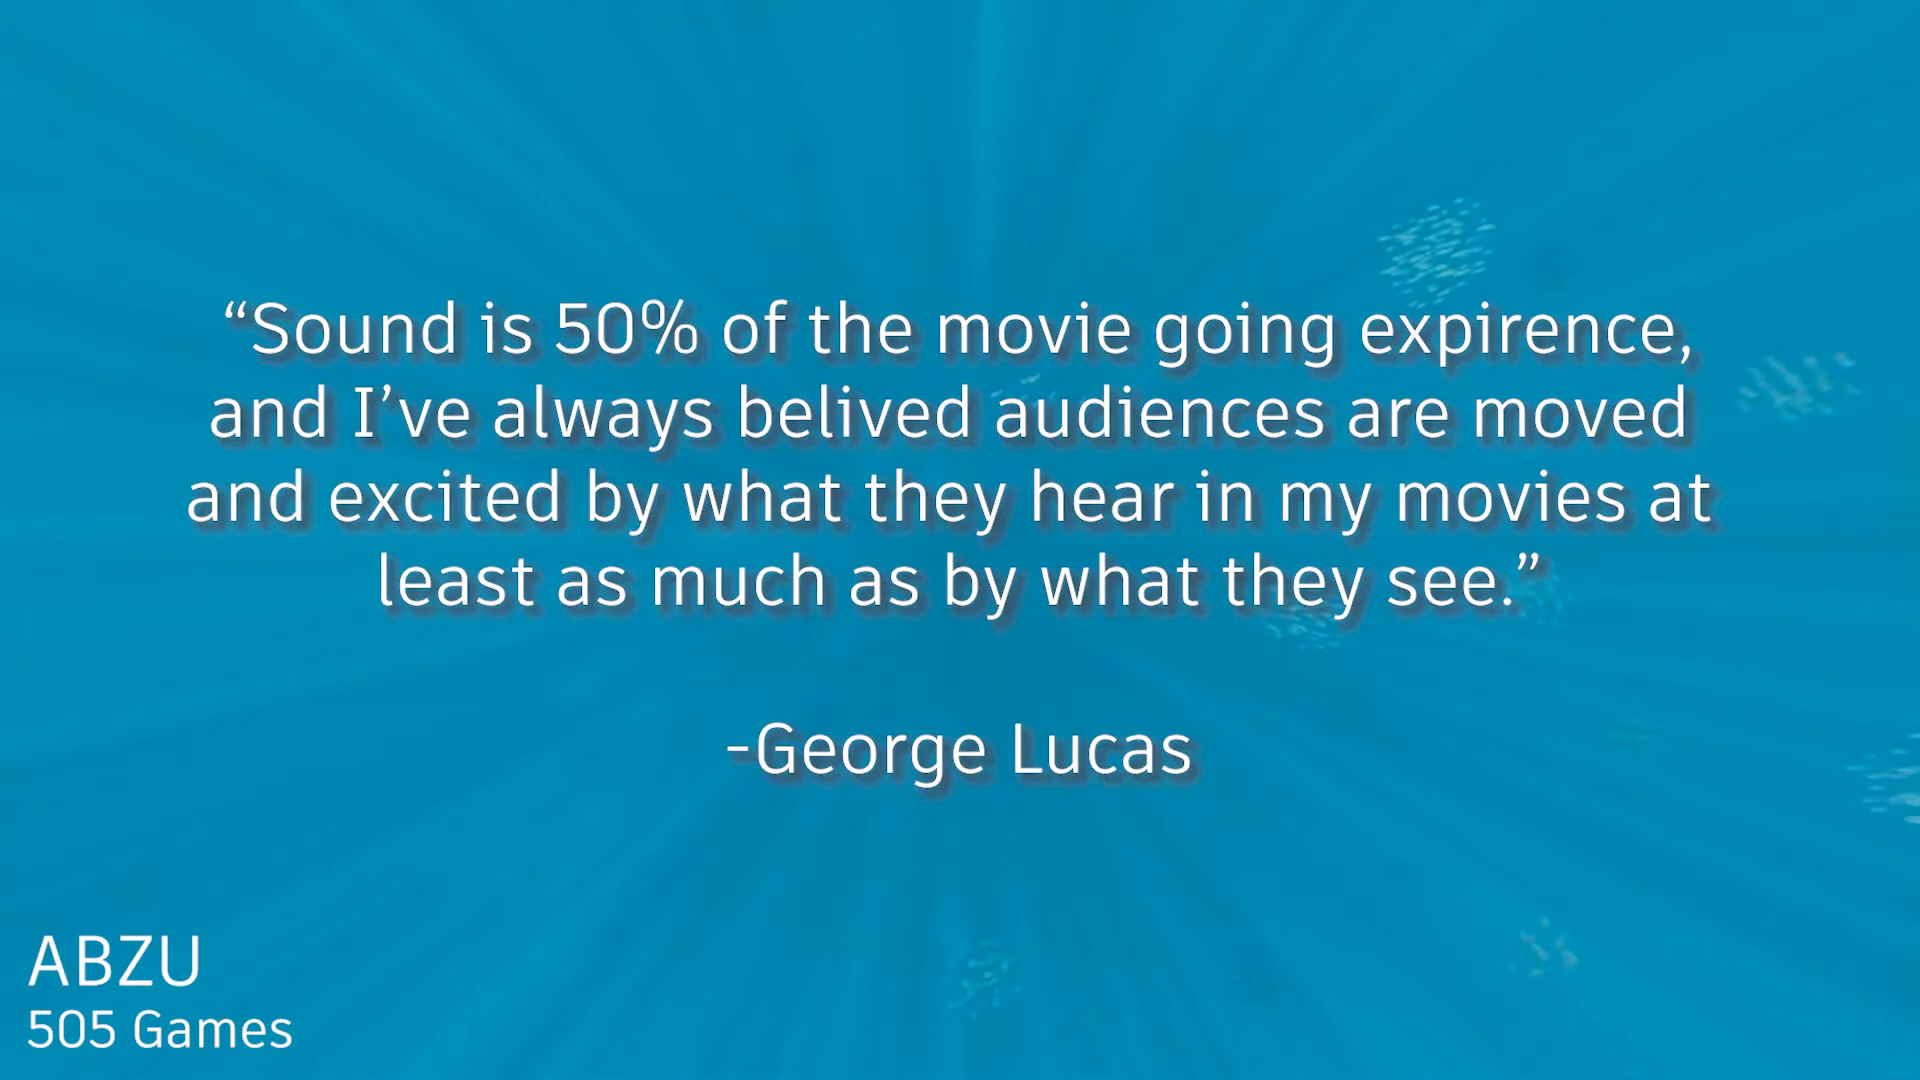 “Sound is 50% of the movie going expirence,
and I’ve always belived audiences are moved
and excited by what they hear in my movies at
least as much as by what they see.”
-George Lucas
ABZU
505 Games